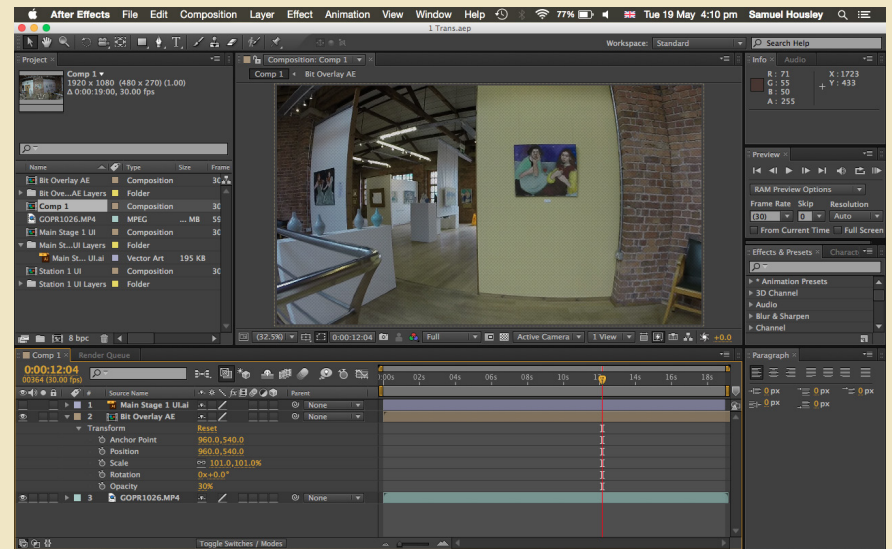 After Effects File Edit Composition Layer Effect Animation View Window Help 77% Tue 19 May 4:10 pm Samuel Housley
1 Trans.aep
Workspace: Standard Search Help
Project
Comp 1
1920 x 1080 (480 x 270) (1.00)
Δ 0:00:19:00, 30.00 fps)
Name Type Size Frame
Bit Overlay AE Composition 30
Bit Ove...AE Layers Folder
Comp 1 Composition 30
GOPR1026.MP4 MPEG ... MB 59
Main Stage 1 UI Composition 30
Main St...UI Layers Folder
Main St...UI.ai Vector Art 195 KB
Station 1 UI Composition 30
Station 1 UI Layers Folder
8 bpc
Composition: Comp 1
Comp 1 Bit Overlay AE
(32.5%) 0:00:12:04 Full Active Camera 1 View +0.0
Info Audio
R : 71 X : 1723
G : 55 + Y : 433
B : 50
A : 255
Preview
RAM Preview Options
Frame Rate Skip Resolution
(30) 0 Auto
From Current Time Full Screen
Effects & Presets Charact
* Animation Presets
3D Channel
Audio
Blur & Sharpen
Channel
Comp 1 Render Queue
0:00:12:04
00364 (30.00 fps)
02s 04s 06s 08s 10s 14s 16s 18s
# Source Name Parent
1 Main Stage 1 UI.ai None
2 Bit Overlay AE None
Transform Reset
Anchor Point 960.0,540.0
Position 960.0,540.0
Scale 101.0,101.0%
Rotation 0x+0.0°
Opacity 30%
3 GOPR1026.MP4 None
Toggle Switches / Modes
Paragraph
0 px 0 px 0 px
0 px 0 px